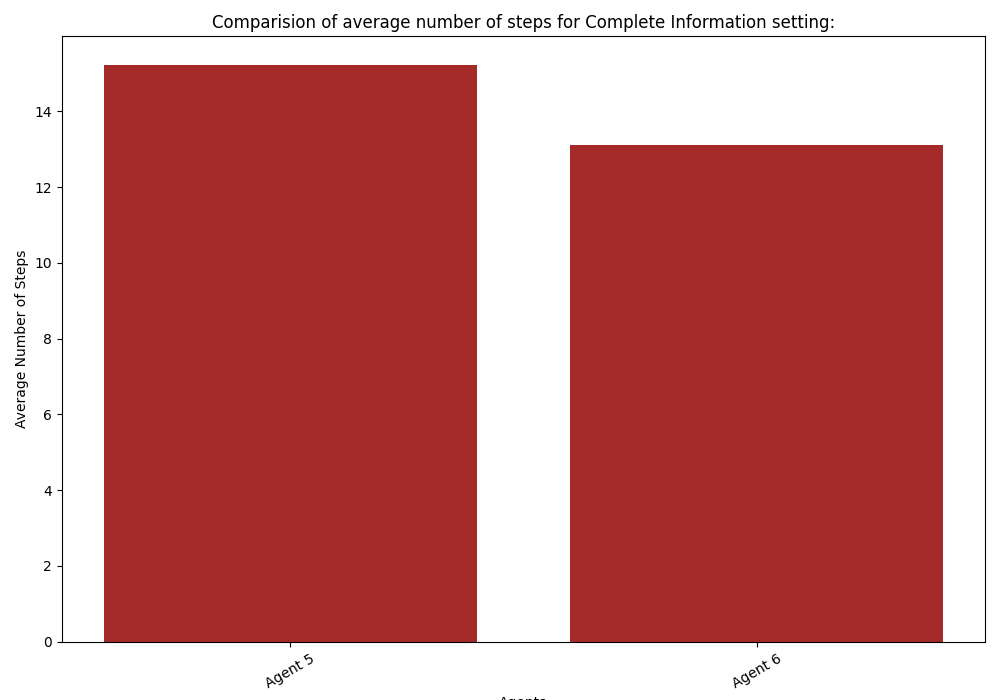 Comparision of average number of steps for Complete Information setting:
Average Number of Steps
14
12
10
8
6
4
2
0
Agent 5
Agent 6
Agents